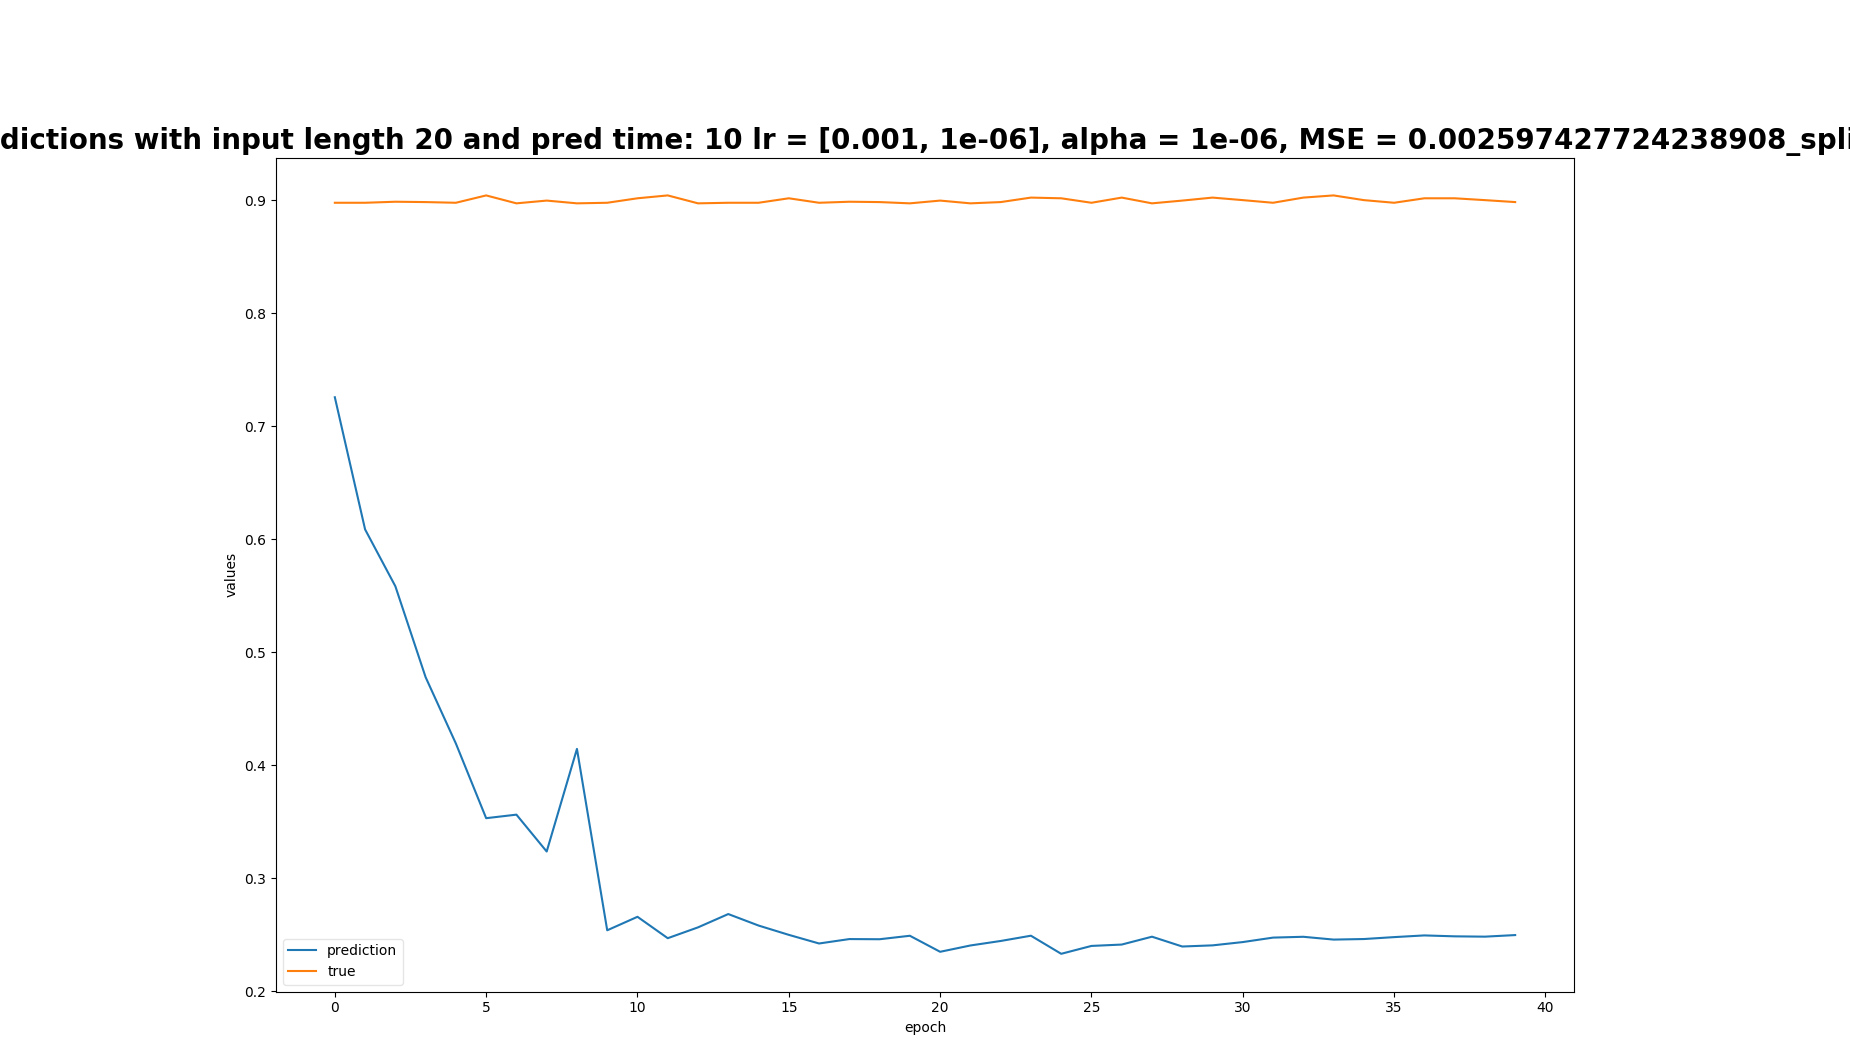 dictions with input length 20 and pred time: 10 lr = [0.001, 1e-06], alpha = 1e-06, MSE = 0.002597427724238908_spli
0.9
0.8
0.7
0.6
values
0.5
0.4
0.3
0.2
prediction
true
0 5 10 15 20 25 30 35 40
epoch